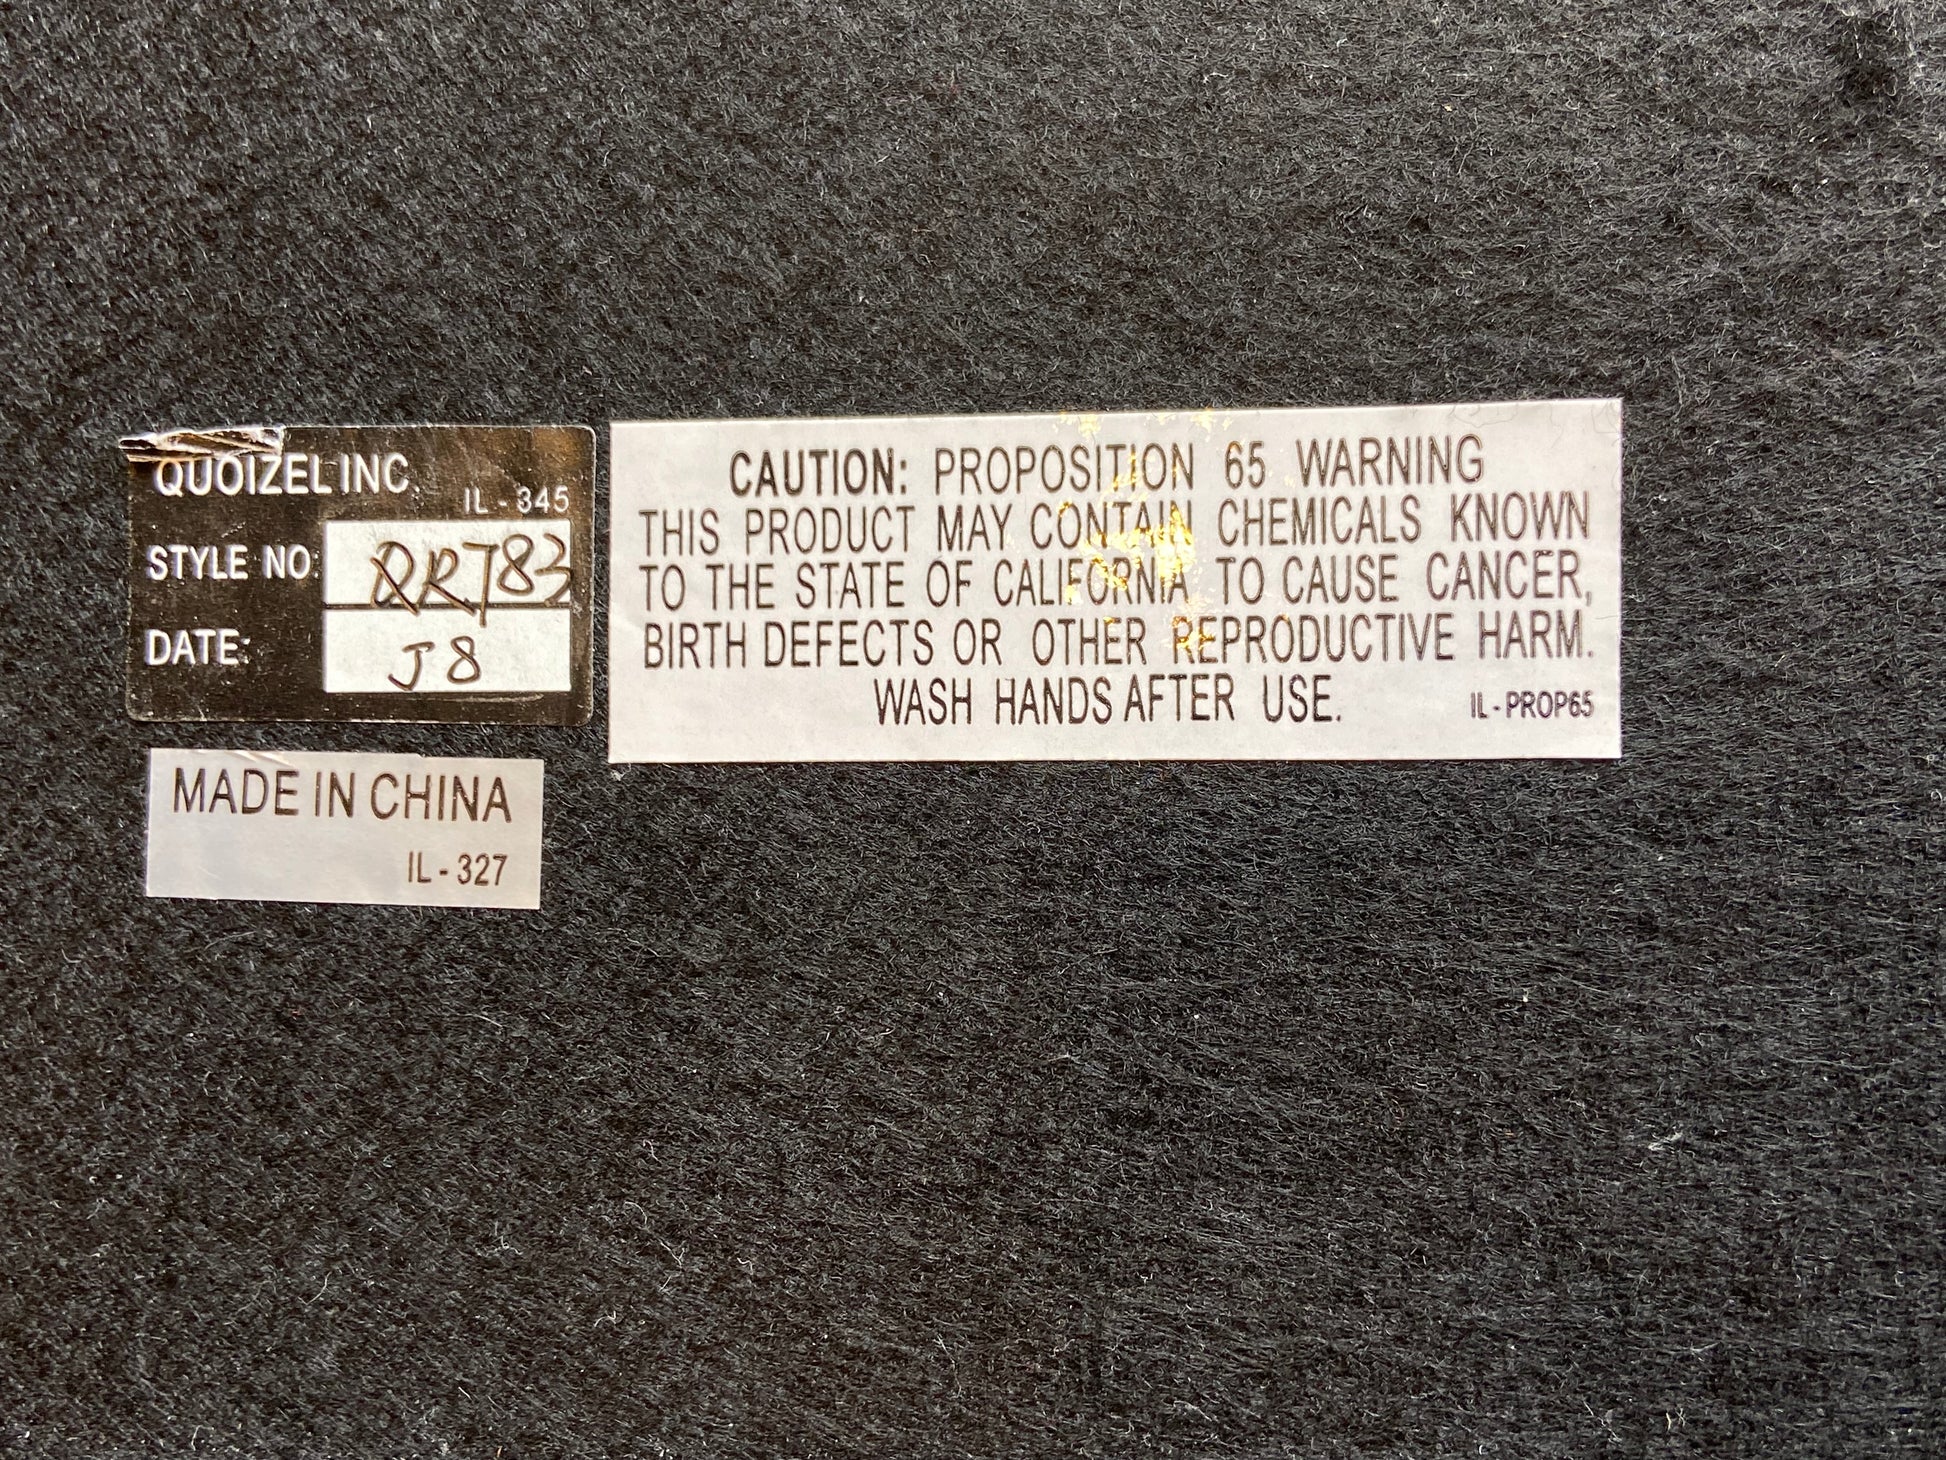 QUOIZEL INC.
IL - 345
STYLE NO: QR783
DATE: J8
MADE IN CHINA
IL - 327
CAUTION: PROPOSITION 65 WARNING
THIS PRODUCT MAY CONTAIN CHEMICALS KNOWN
TO THE STATE OF CALIFORNIA TO CAUSE CANCER,
BIRTH DEFECTS OR OTHER REPRODUCTIVE HARM.
WASH HANDS AFTER USE.
IL - PROP65